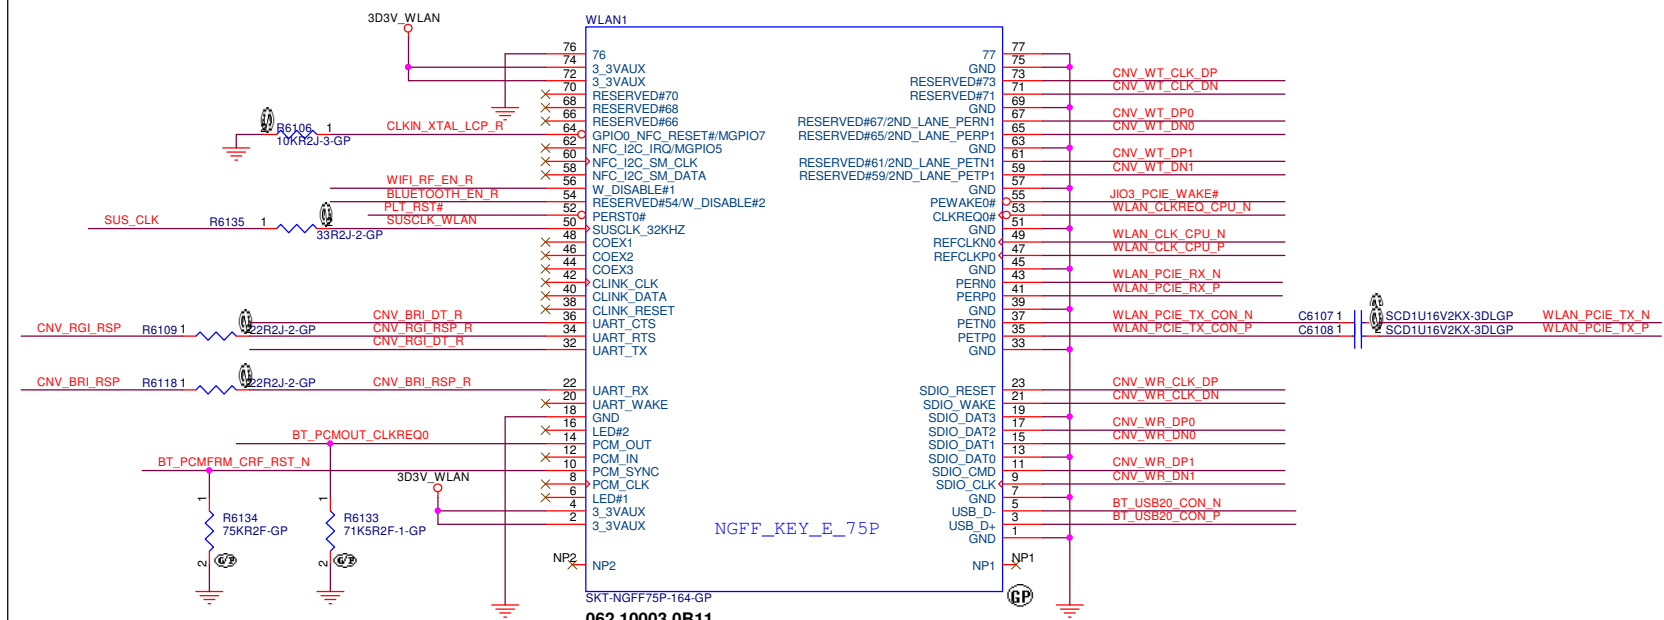 3D3V_WLAN
WLAN1
76 76 77 77
74 3_3VAUX GND 75
72 3_3VAUX RESERVED#73 73 CNV_WT_CLK_DP
70 RESERVED#70 RESERVED#71 71 CNV_WT_CLK_DN
68 RESERVED#68 GND 69
66 RESERVED#66 RESERVED#67/2ND_LANE_PERN1 67 CNV_WT_DP0
R6106 1 CLKIN_XTAL_LCP_R 64 GPIO0_NFC_RESET#/MGPIO7 RESERVED#65/2ND_LANE_PERP1 65 CNV_WT_DN0
10KR2J-3-GP
62 NFC_I2C_IRQ/MGPIO5 GND 63
60 NFC_I2C_SM_CLK RESERVED#61/2ND_LANE_PETN1 61 CNV_WT_DP1
58 NFC_I2C_SM_DATA RESERVED#59/2ND_LANE_PETP1 59 CNV_WT_DN1
WIFI_RF_EN_R 56 W_DISABLE#1 GND 57
BLUETOOTH_EN_R 54 RESERVED#54/W_DISABLE#2 PEWAKE0# 55 JIO3_PCIE_WAKE#
PLT_RST# 52 PERST0# CLKREQ0# 53 WLAN_CLKREQ_CPU_N
SUS_CLK R6135 1 2 SUSCLK_WLAN 50 SUSCLK_32KHZ GND 51
33R2J-2-GP
48 COEX1 REFCLKN0 49 WLAN_CLK_CPU_N
46 COEX2 REFCLKP0 47 WLAN_CLK_CPU_P
44 COEX3 GND 45
42 CLINK_CLK PERN0 43 WLAN_PCIE_RX_N
40 CLINK_DATA PERP0 41 WLAN_PCIE_RX_P
38 CLINK_RESET GND 39
CNV_BRI_DT_R 36 UART_CTS PETN0 37 WLAN_PCIE_TX_CON_N C6107 1 SCD1U16V2KX-3DLGP WLAN_PCIE_TX_N
CNV_RGI_RSP R6109 1 2 22R2J-2-GP CNV_RGI_RSP_R 34 UART_RTS PETP0 35 WLAN_PCIE_TX_CON_P C6108 1 2 SCD1U16V2KX-3DLGP WLAN_PCIE_TX_P
CNV_RGI_DT_R 32 UART_TX GND 33
CNV_BRI_RSP R6118 1 2 22R2J-2-GP CNV_BRI_RSP_R 22 UART_RX SDIO_RESET 23 CNV_WR_CLK_DP
20 UART_WAKE SDIO_WAKE 21 CNV_WR_CLK_DN
18 GND SDIO_DAT3 19
16 LED#2 SDIO_DAT2 17 CNV_WR_DP0
BT_PCMOUT_CLKREQ0 14 PCM_OUT SDIO_DAT1 15 CNV_WR_DN0
12 PCM_IN SDIO_DAT0 13
BT_PCMFRM_CRF_RST_N 10 PCM_SYNC SDIO_CMD 11 CNV_WR_DP1
3D3V_WLAN 8 PCM_CLK SDIO_CLK 9 CNV_WR_DN1
1 1 6 LED#1 GND 7
4 3_3VAUX USB_D- 5 BT_USB20_CON_N
2 3_3VAUX USB_D+ 3 BT_USB20_CON_P
GND 1
R6134 R6133
75KR2F-GP 71K5R2F-1-GP
NGFF_KEY_E_75P
2 G/P 2 G/P
NP2 NP2 NP1 NP1
SKT-NGFF75P-164-GP GP
062.10003.0B11